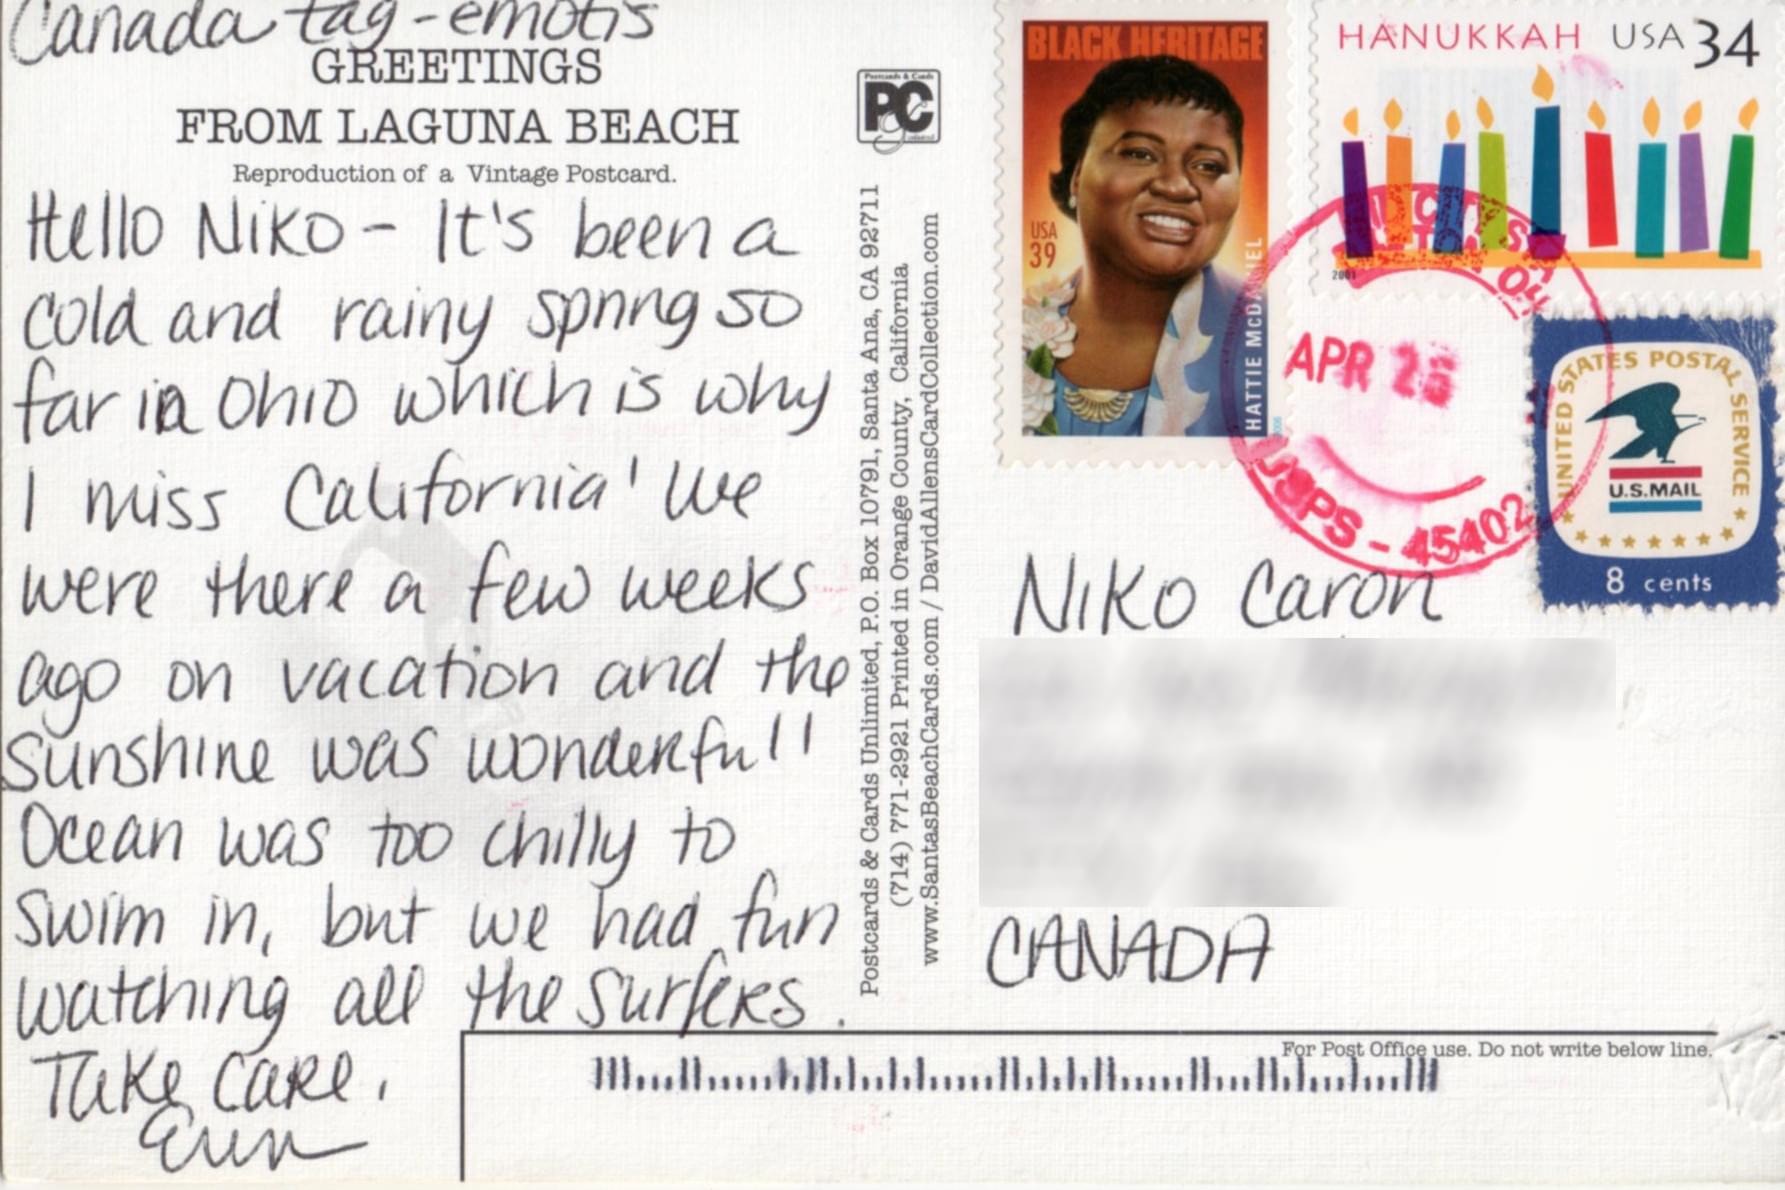 Canada tag-emotis
GREETINGS
FROM LAGUNA BEACH
Reproduction of a Vintage Postcard.
Hello Niko - It's been a
cold and rainy spring so
far in Ohio which is why
I miss California! We
were there a few weeks
ago on vacation and the
sunshine was wonderful!
Ocean was too chilly to
swim in, but we had fun
watching all the surfers.
Take care,
Erin
Postcards & Cards
PC
Postcards & Cards Unlimited, P.O. Box 10791, Santa Ana, CA 92711
(714) 771-2921 Printed in Orange County, California
www.SantasBeachCards.com / DavidAllensCardCollection.com
BLACK HERITAGE
USA
39
HATTIE MCDANIEL
2006
HANUKKAH USA 34
2001
APR 25
USPS - 45402
UNITED STATES POSTAL SERVICE
U.S.MAIL
8 cents
Niko Caron
CANADA
For Post Office use. Do not write below line.